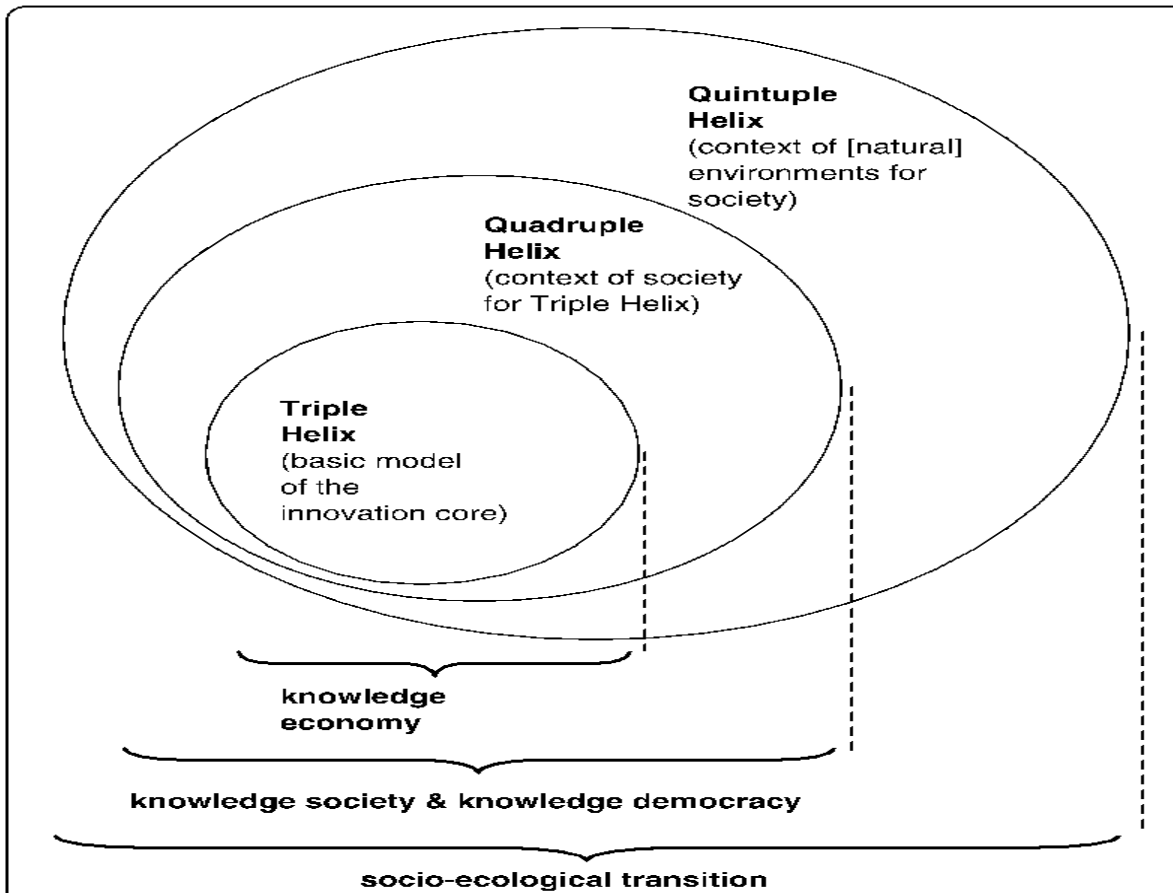 Quintuple
Helix
(context of [natural]
environments for
society)
Quadruple
Helix
(context of society
for Triple Helix)
Triple
Helix
(basic model
of the
innovation core)
knowledge
economy
knowledge society & knowledge democracy
socio-ecological transition